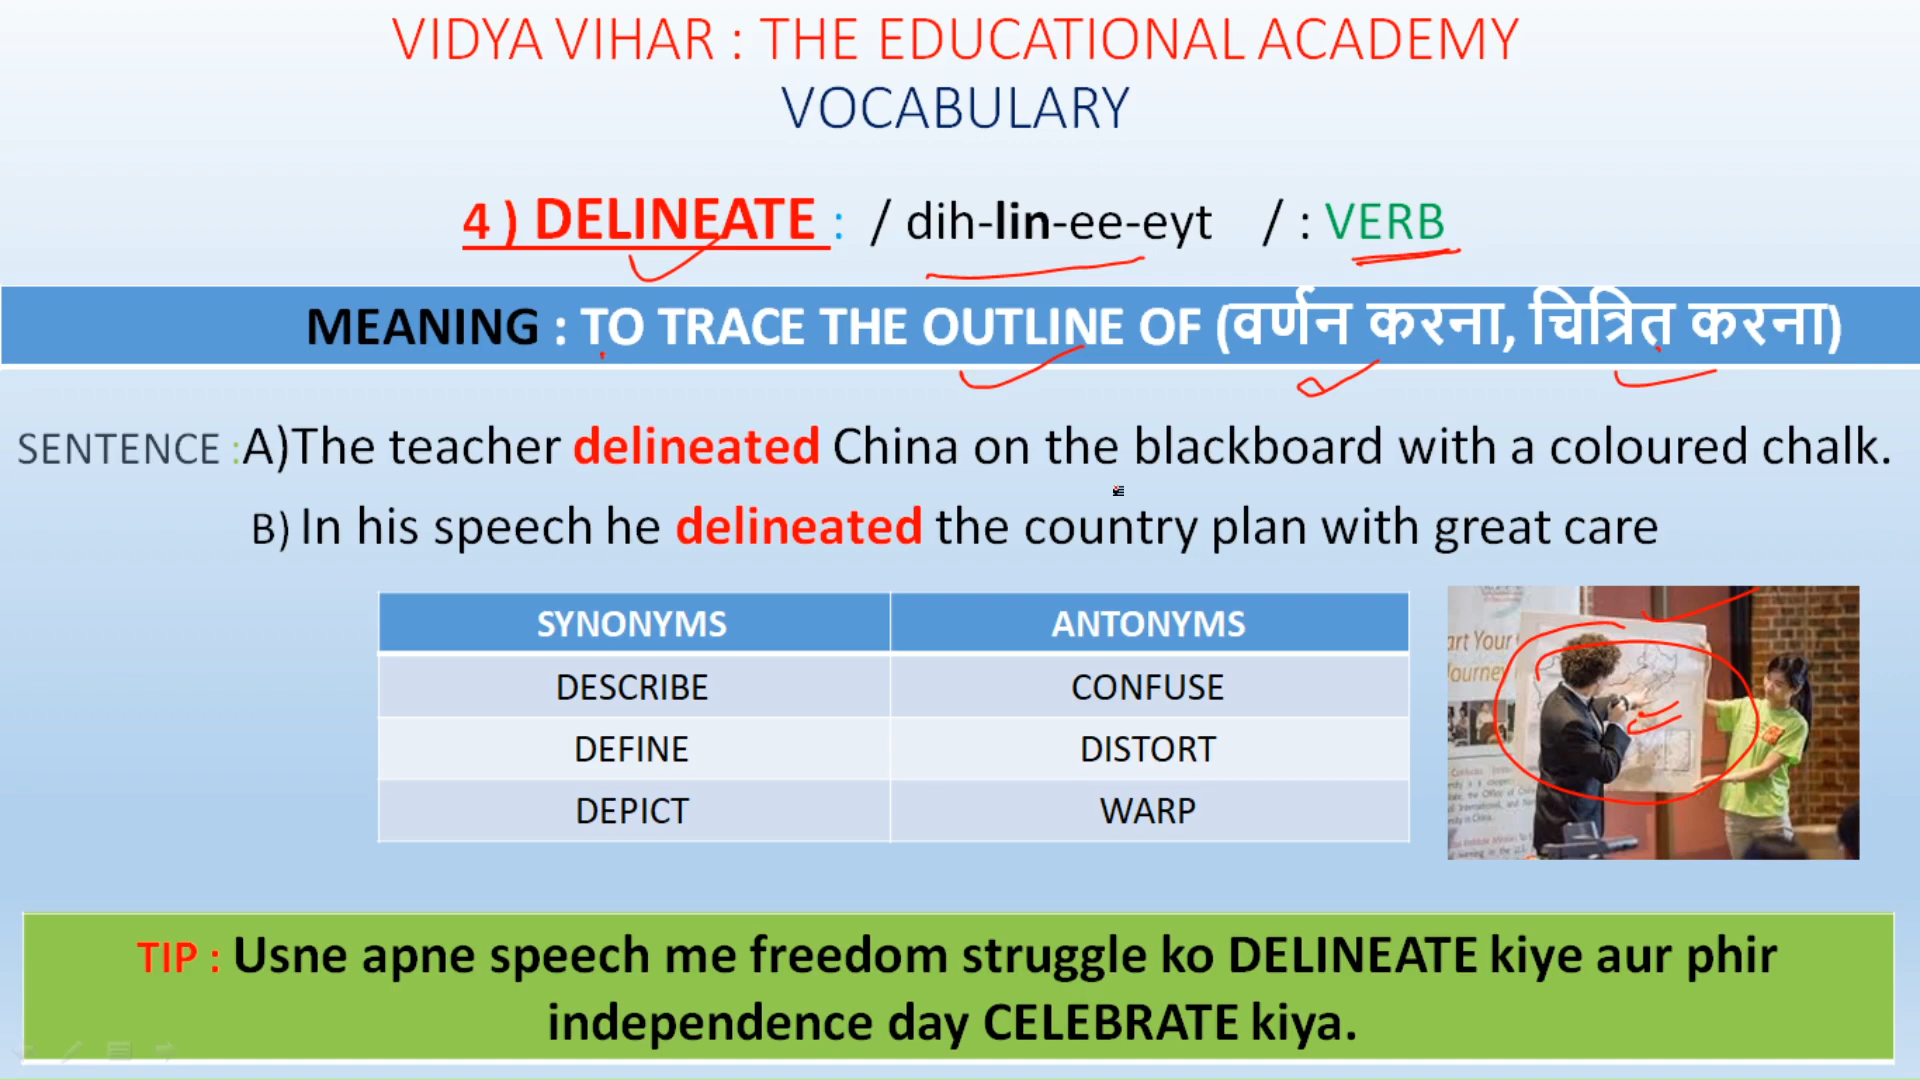 VIDYA VIHAR : THE EDUCATIONAL ACADEMY
VOCABULARY
4 ) DELINEATE : / dih-lin-ee-eyt / : VERB
MEANING : TO TRACE THE OUTLINE OF (वर्णन करना, चित्रित करना)
SENTENCE :A)The teacher delineated China on the blackboard with a coloured chalk.
B) In his speech he delineated the country plan with great care
SYNONYMS ANTONYMS
DESCRIBE CONFUSE
DEFINE DISTORT
DEPICT WARP
art Your
Journey
TIP : Usne apne speech me freedom struggle ko DELINEATE kiye aur phir
independence day CELEBRATE kiya.